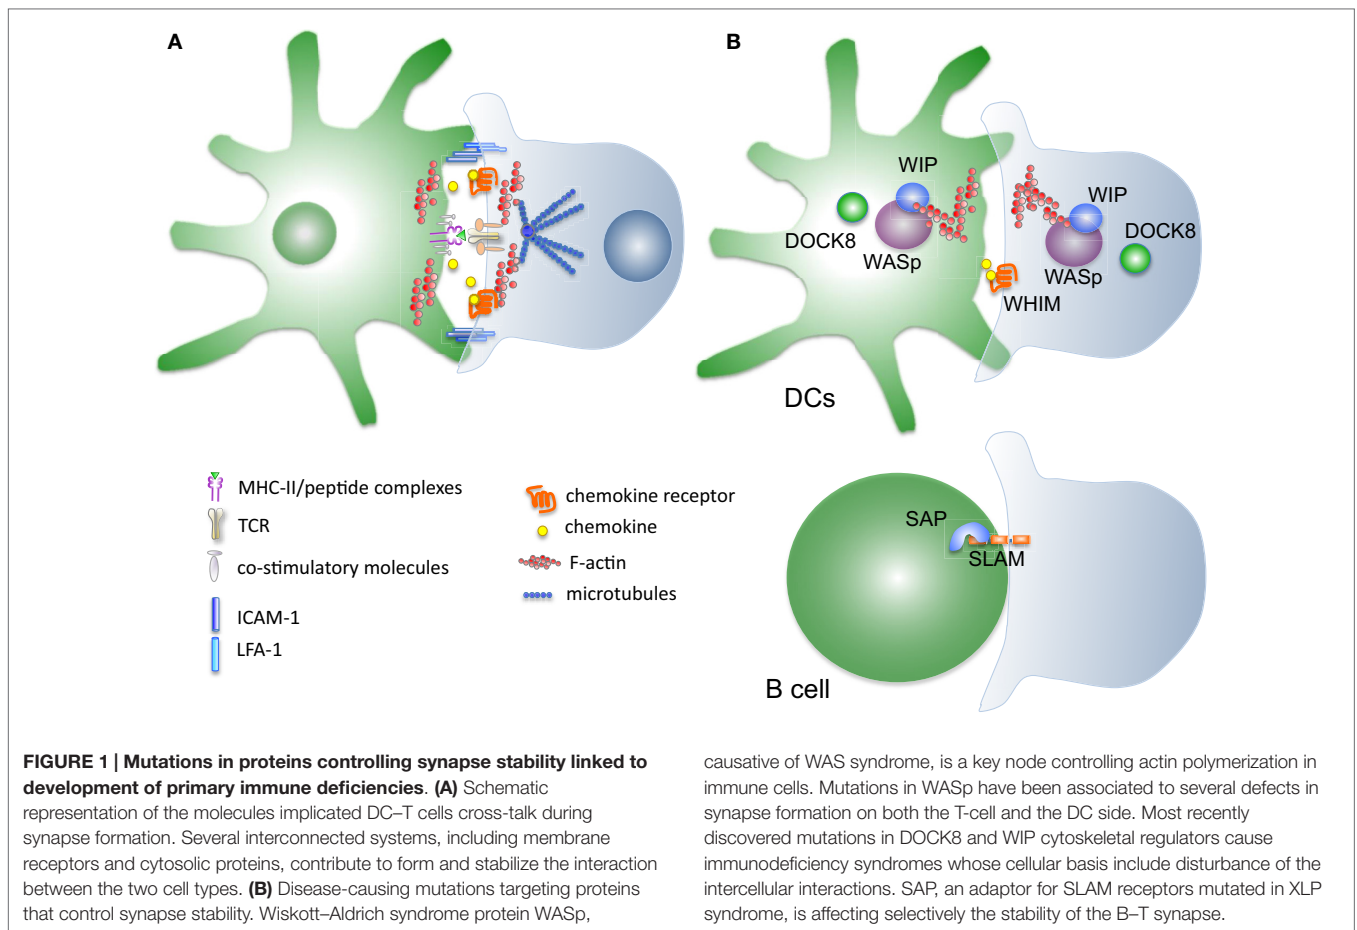 A
B
WIP
DOCK8
WASp
WIP
DOCK8
WASp
WHIM
DCs
MHC-II/peptide complexes
TCR
co-stimulatory molecules
ICAM-1
LFA-1
chemokine receptor
chemokine
F-actin
microtubules
SAP
SLAM
B cell
FIGURE 1 | Mutations in proteins controlling synapse stability linked to
development of primary immune deficiencies. (A) Schematic
representation of the molecules implicated DC–T cells cross-talk during
synapse formation. Several interconnected systems, including membrane
receptors and cytosolic proteins, contribute to form and stabilize the interaction
between the two cell types. (B) Disease-causing mutations targeting proteins
that control synapse stability. Wiskott–Aldrich syndrome protein WASp,
causative of WAS syndrome, is a key node controlling actin polymerization in
immune cells. Mutations in WASp have been associated to several defects in
synapse formation on both the T-cell and the DC side. Most recently
discovered mutations in DOCK8 and WIP cytoskeletal regulators cause
immunodeficiency syndromes whose cellular basis include disturbance of the
intercellular interactions. SAP, an adaptor for SLAM receptors mutated in XLP
syndrome, is affecting selectively the stability of the B–T synapse.